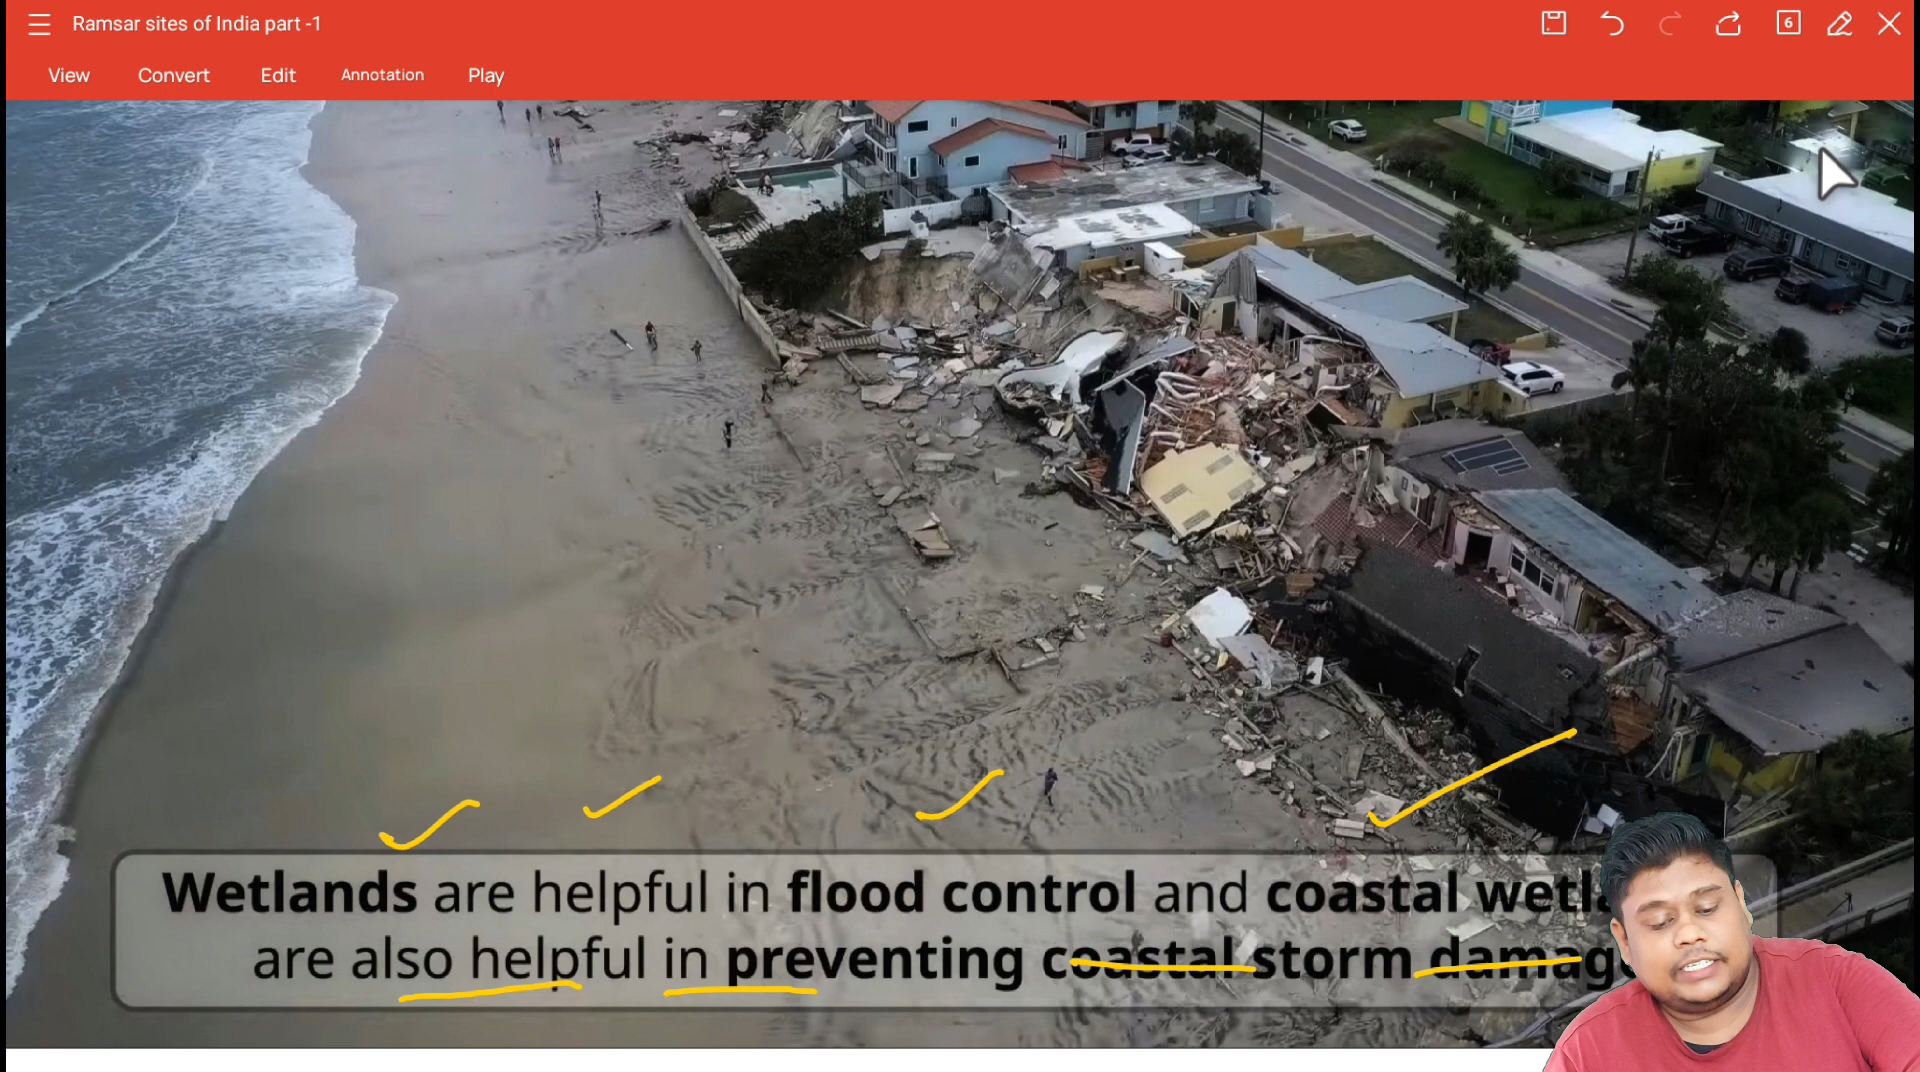 Ramsar sites of India part -1
6
View Convert Edit Annotation Play
Wetlands are helpful in flood control and coastal
are also helpful in preventing coastal storm